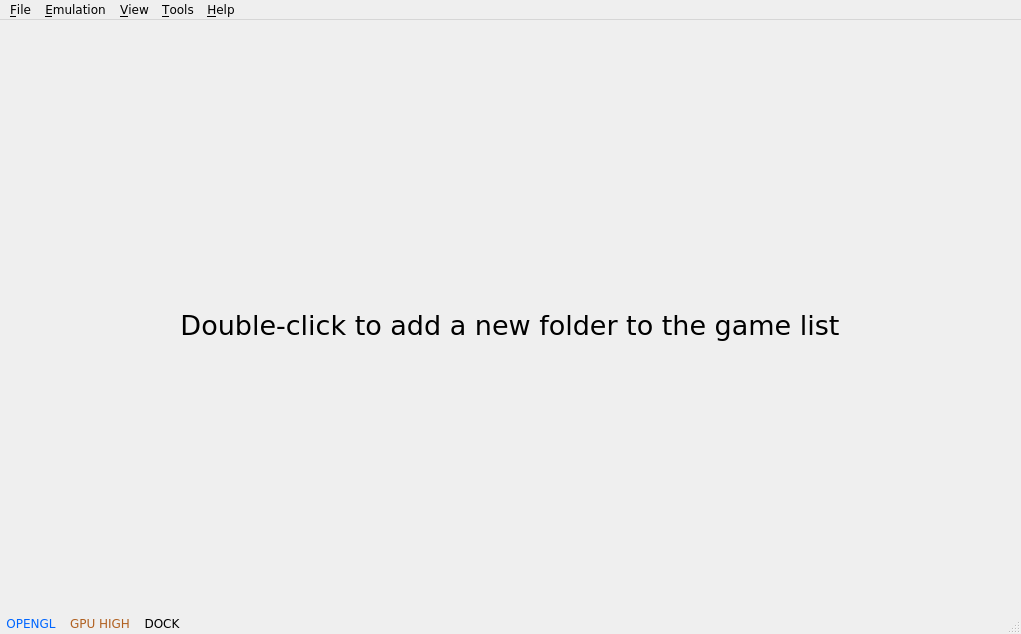 File Emulation View Tools Help
Double-click to add a new folder to the game list
OPENGL GPU HIGH DOCK